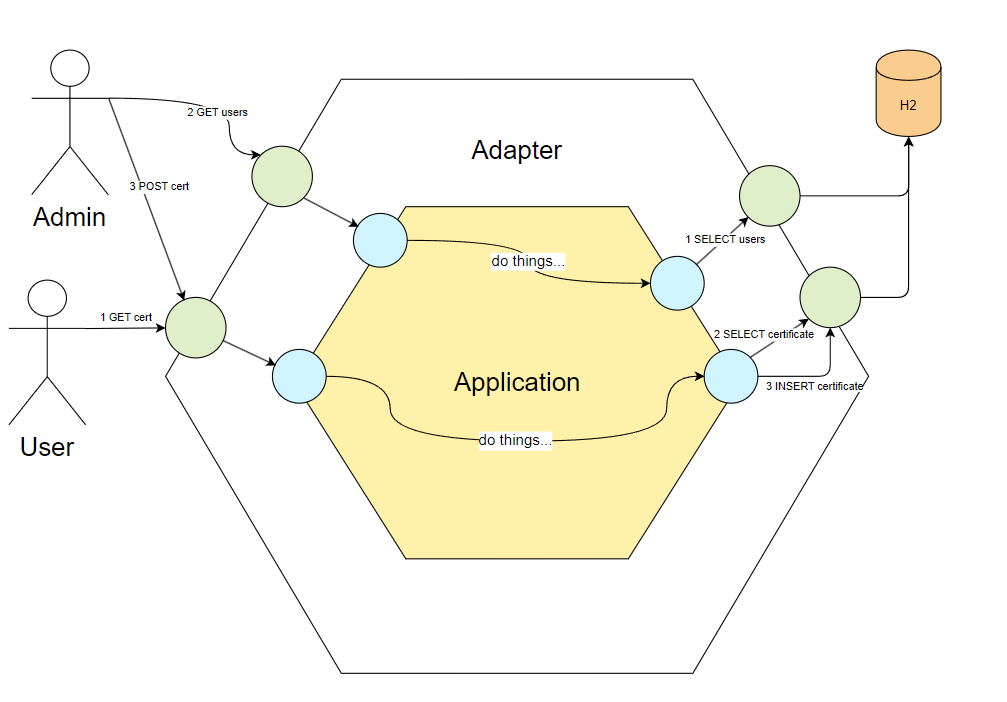 2 GET users
H2
Adapter
3 POST cert
Admin
1 SELECT users
do things...
1 GET cert
2 SELECT certificate
Application
3 INSERT certificate
User
do things...